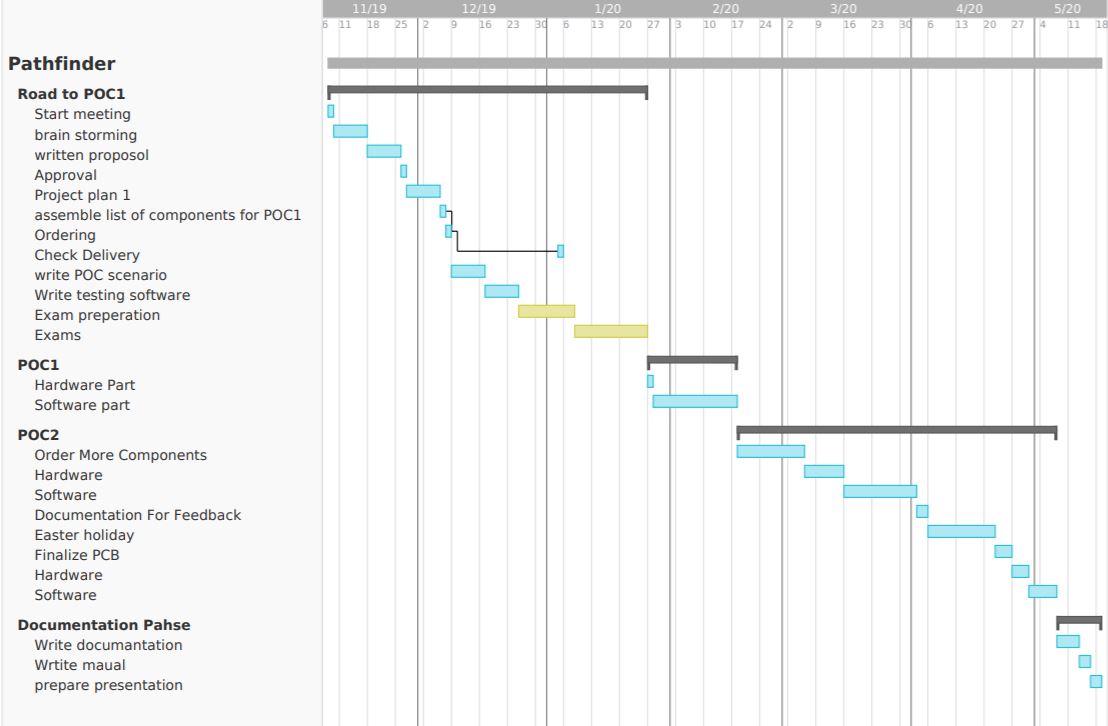 11/19 12/19 1/20 2/20 3/20 4/20 5/20
6 11 18 25 2 9 16 23 30 6 13 20 27 3 10 17 24 2 9 16 23 30 6 13 20 27 4 11 18
Pathfinder
Road to POC1
Start meeting
brain storming
written proposol
Approval
Project plan 1
assemble list of components for POC1
Ordering
Check Delivery
write POC scenario
Write testing software
Exam preperation
Exams
POC1
Hardware Part
Software part
POC2
Order More Components
Hardware
Software
Documentation For Feedback
Easter holiday
Finalize PCB
Hardware
Software
Documentation Pahse
Write documantation
Wrtite maual
prepare presentation